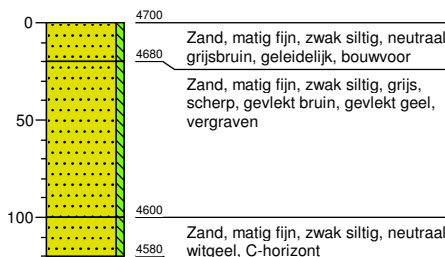 0
4700
Zand, matig fijn, zwak siltig, neutraal
grijsbruin, geleidelijk, bouwvoor
4680
Zand, matig fijn, zwak siltig, grijs,
scherp, gevlekt bruin, gevlekt geel,
vergraven
50
100
4600
Zand, matig fijn, zwak siltig, neutraal
witgeel, C-horizont
4580